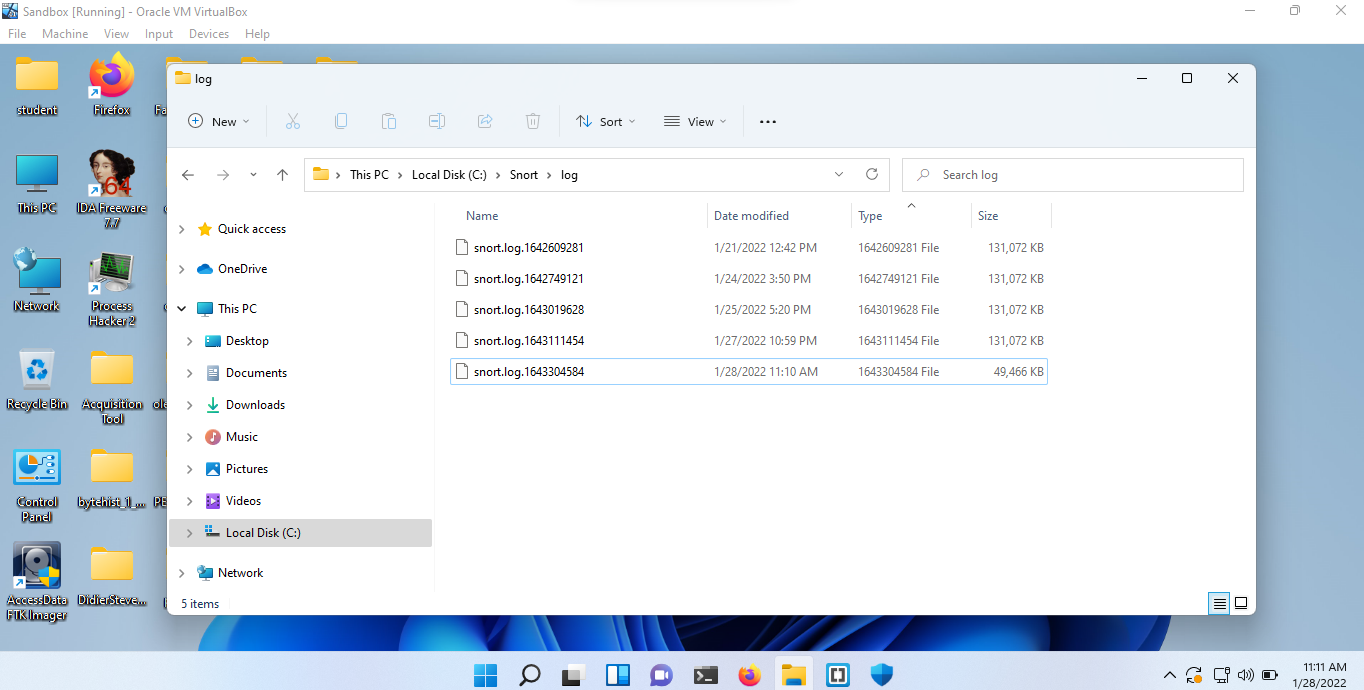 Sandbox [Running] - Oracle VM VirtualBox
File Machine View Input Devices Help
student
Firefox
This PC
IDA Freeware
7.7
Network
Process
Hacker 2
Recycle Bin
Acquisition
Tool
Control
Panel
bytehist_1_...
AccessData
FTK Imager
DidierSteve...
log
New
Sort
View
This PC
Local Disk (C:)
Snort
log
Search log
Quick access
OneDrive
This PC
Desktop
Documents
Downloads
Music
Pictures
Videos
Local Disk (C:)
Network
Name Date modified Type Size
snort.log.1642609281 1/21/2022 12:42 PM 1642609281 File 131,072 KB
snort.log.1642749121 1/24/2022 3:50 PM 1642749121 File 131,072 KB
snort.log.1643019628 1/25/2022 5:20 PM 1643019628 File 131,072 KB
snort.log.1643111454 1/27/2022 10:59 PM 1643111454 File 131,072 KB
snort.log.1643304584 1/28/2022 11:10 AM 1643304584 File 49,466 KB
5 items
11:11 AM
1/28/2022